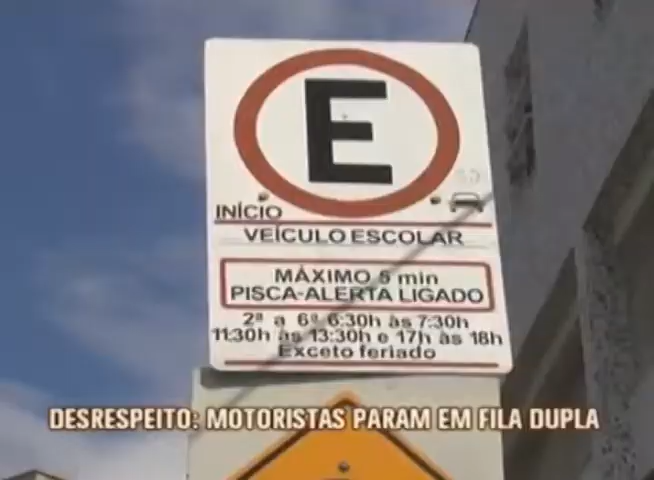 E
INÍCIO
VEÍCULO ESCOLAR
MÁXIMO 5 min
PISCA-ALERTA LIGADO
2ª a 6ª 6:30h às 7:30h
11:30h às 13:30h e 17h às 18h
Exceto feriado
DESRESPEITO: MOTORISTAS PARAM EM FILA DUPLA